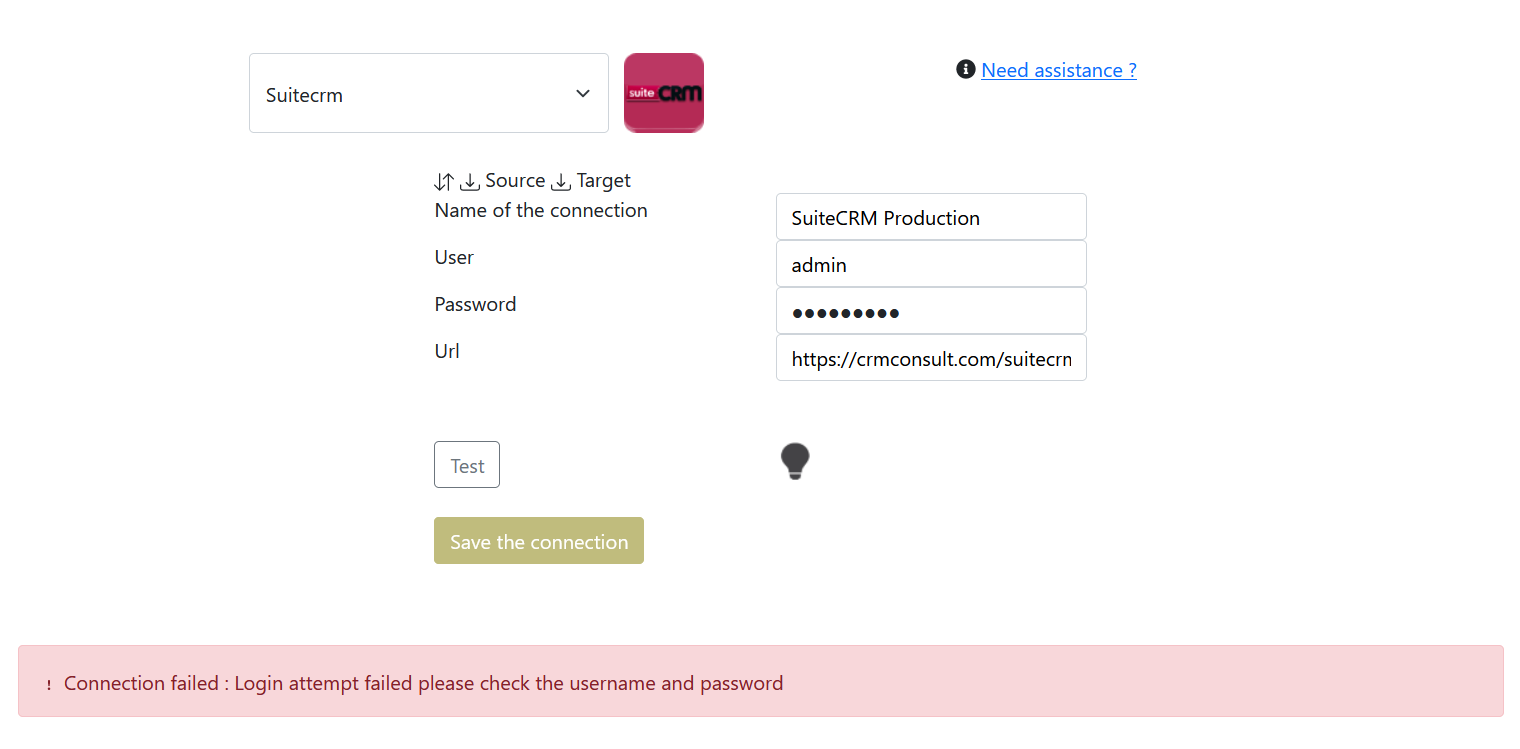 Suitecrm
suite CRM
Need assistance ?
Source Target
Name of the connection
SuiteCRM Production
User
admin
Password
●●●●●●●●●
Url
https://crmconsult.com/suitecrm
Test
Save the connection
! Connection failed : Login attempt failed please check the username and password